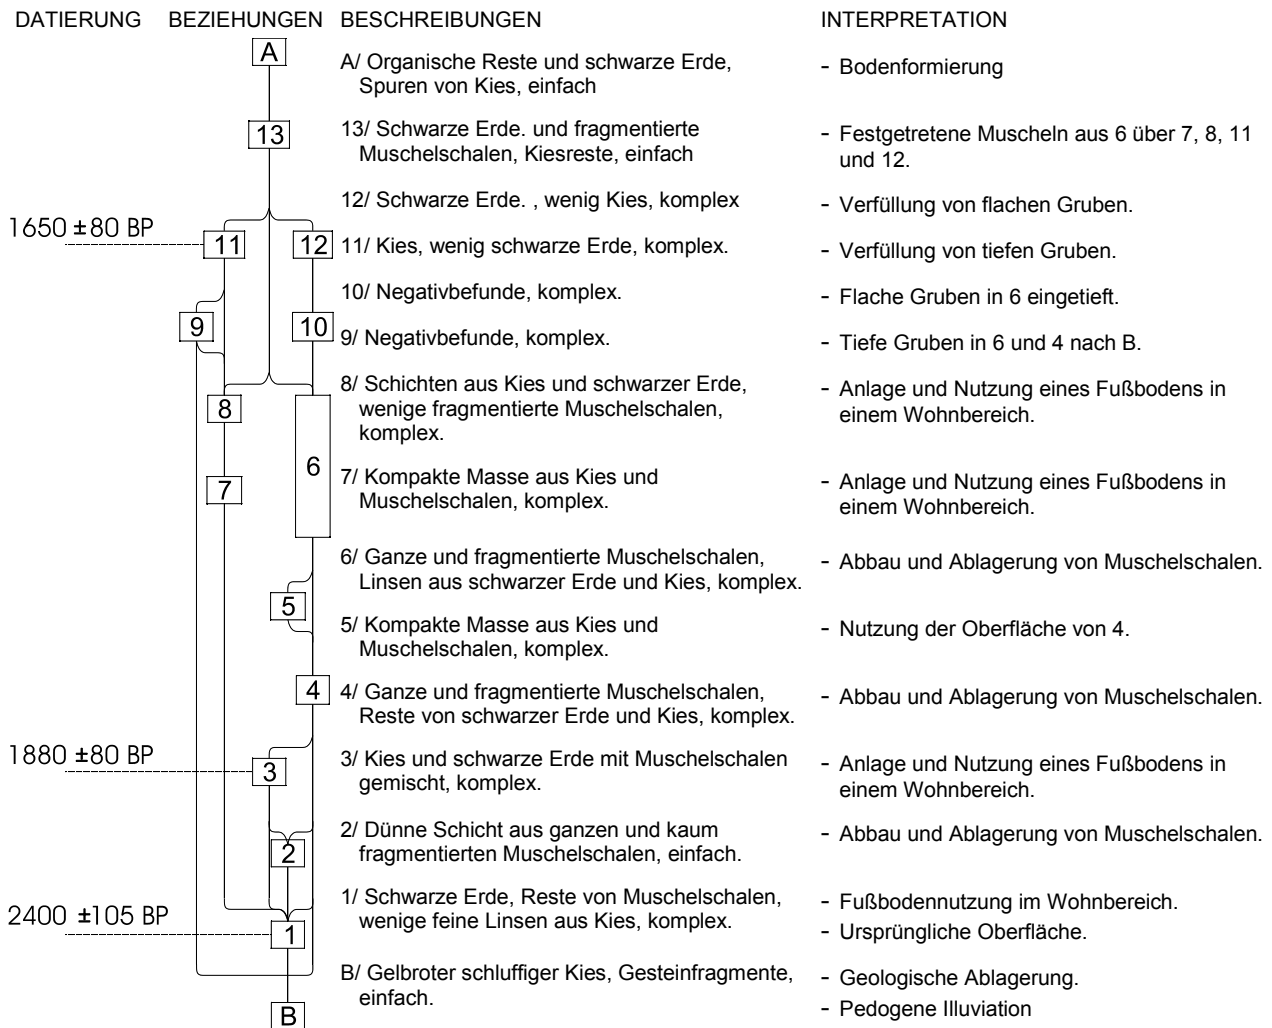 DATIERUNG BEZIEHUNGEN BESCHREIBUNGEN INTERPRETATION
A
A/ Organische Reste und schwarze Erde,
Spuren von Kies, einfach
- Bodenformierung
13
13/ Schwarze Erde. und fragmentierte
Muschelschalen, Kiesreste, einfach
- Festgetretene Muscheln aus 6 über 7, 8, 11
und 12.
12/ Schwarze Erde. , wenig Kies, komplex
- Verfüllung von flachen Gruben.
1650 ±80 BP
11
12
11/ Kies, wenig schwarze Erde, komplex.
- Verfüllung von tiefen Gruben.
10/ Negativbefunde, komplex.
- Flache Gruben in 6 eingetieft.
9
10
9/ Negativbefunde, komplex.
- Tiefe Gruben in 6 und 4 nach B.
8
8/ Schichten aus Kies und schwarzer Erde,
wenige fragmentierte Muschelschalen,
komplex.
- Anlage und Nutzung eines Fußbodens in
einem Wohnbereich.
6
7
7/ Kompakte Masse aus Kies und
Muschelschalen, komplex.
- Anlage und Nutzung eines Fußbodens in
einem Wohnbereich.
6/ Ganze und fragmentierte Muschelschalen,
Linsen aus schwarzer Erde und Kies, komplex.
- Abbau und Ablagerung von Muschelschalen.
5
5/ Kompakte Masse aus Kies und
Muschelschalen, komplex.
- Nutzung der Oberfläche von 4.
4
4/ Ganze und fragmentierte Muschelschalen,
Reste von schwarzer Erde und Kies, komplex.
- Abbau und Ablagerung von Muschelschalen.
1880 ±80 BP
3
3/ Kies und schwarze Erde mit Muschelschalen
gemischt, komplex.
- Anlage und Nutzung eines Fußbodens in
einem Wohnbereich.
2
2/ Dünne Schicht aus ganzen und kaum
fragmentierten Muschelschalen, einfach.
- Abbau und Ablagerung von Muschelschalen.
2400 ±105 BP
1
1/ Schwarze Erde, Reste von Muschelschalen,
wenige feine Linsen aus Kies, komplex.
- Fußbodennutzung im Wohnbereich.
- Ursprüngliche Oberfläche.
B
B/ Gelbroter schluffiger Kies, Gesteinfragmente,
einfach.
- Geologische Ablagerung.
- Pedogene Illuviation